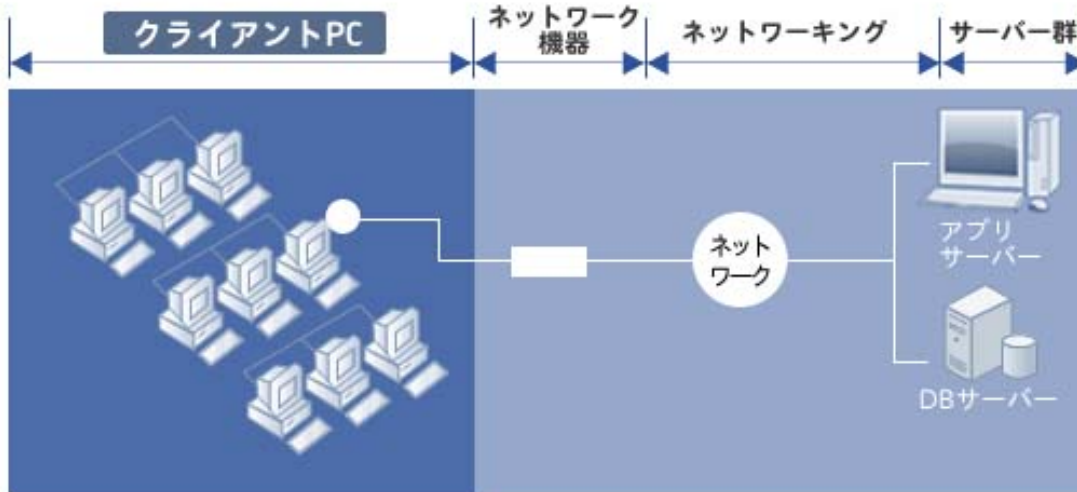 クライアントPC
ネットワーク
機器
ネットワーキング
サーバー群
ネット
ワーク
アプリ
サーバー
DBサーバー